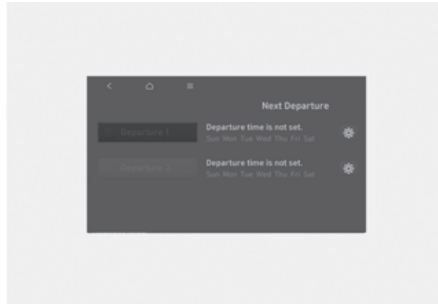 Next Departure
Departure 1
Departure time is not set.
Sun Mon Tue Wed Thu Fri Sat
Departure 2
Departure time is not set.
Sun Mon Tue Wed Thu Fri Sat